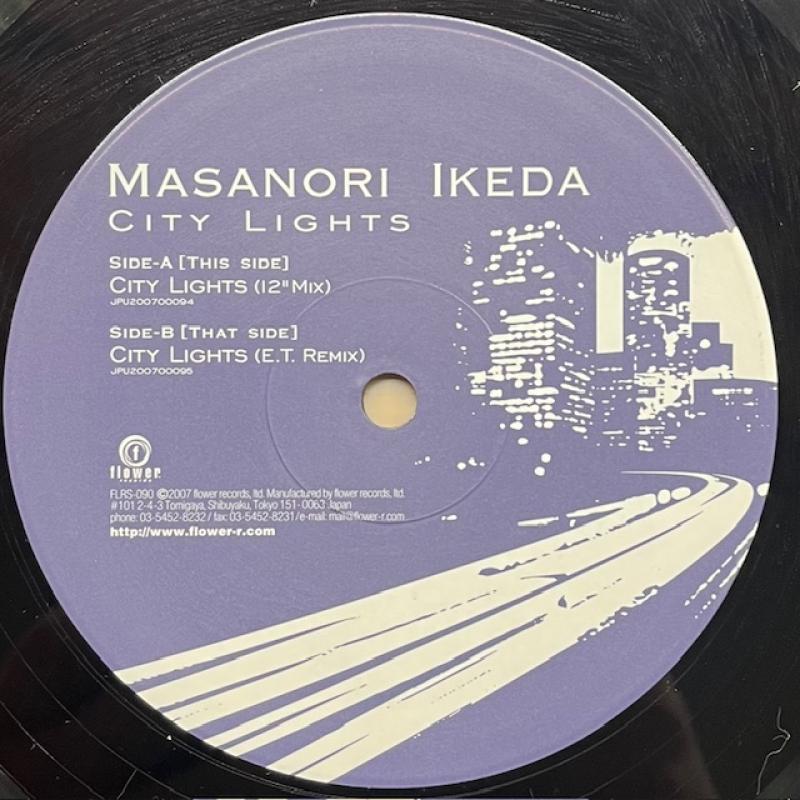 MASANORI IKEDA
CITY LIGHTS
SIDE-A [THIS SIDE]
CITY LIGHTS (12" MIX)
JPU200700094
SIDE-B [THAT SIDE]
CITY LIGHTS (E.T. REMIX)
JPU200700095
f
flower
records
FLRS-090 ©2007 flower records, ltd. Manufactured by flower records, ltd.
#101 2-4-3 Tomigaya, Shibuyaku, Tokyo 151-0063 Japan
phone: 03-5452-8232 / fax: 03-5452-8231 / e-mail: mail@flower-r.com
http://www.flower-r.com